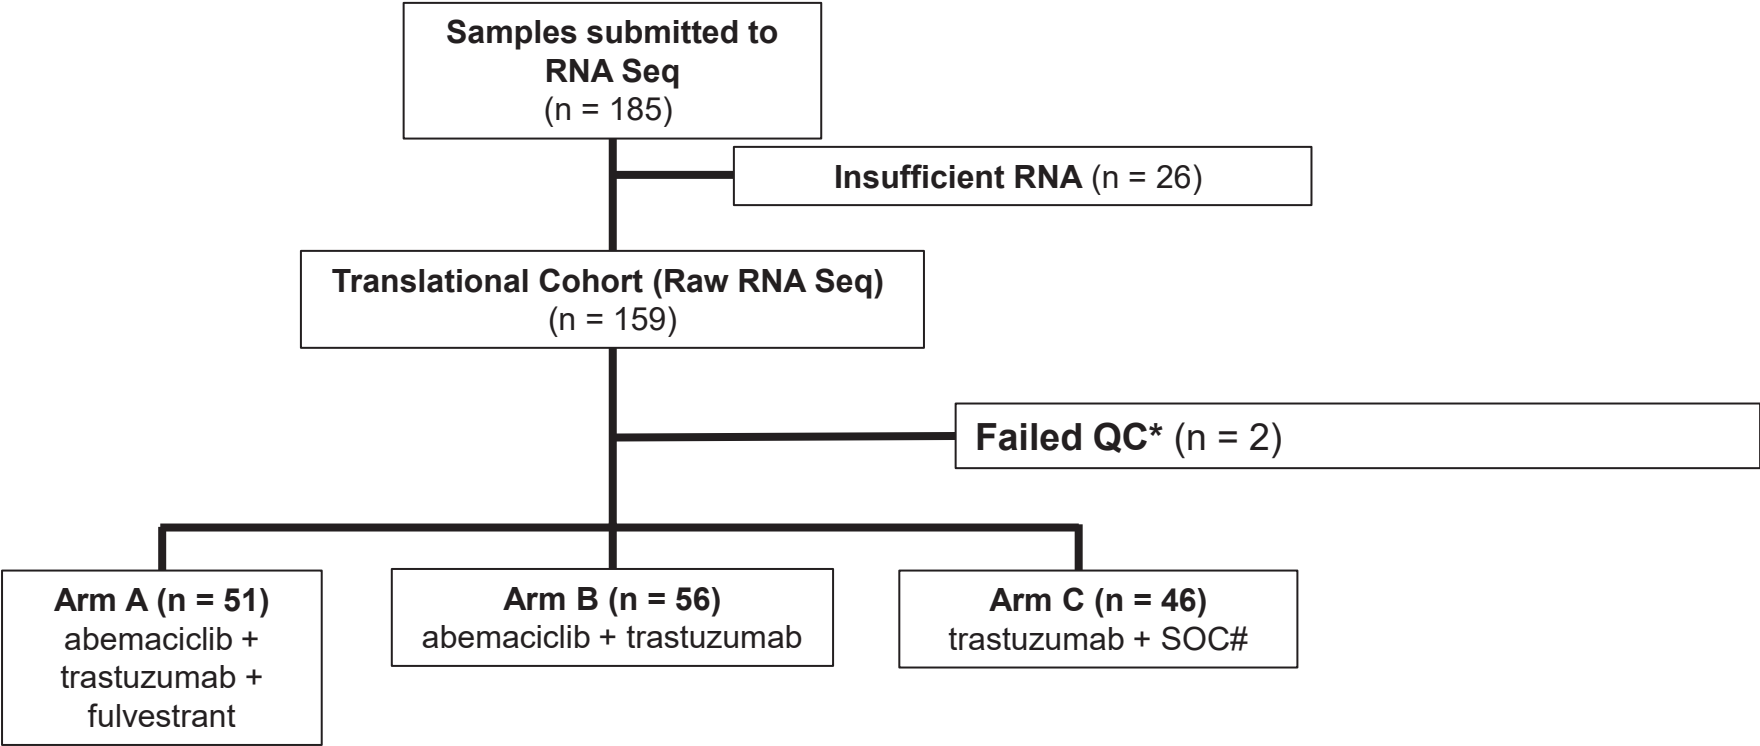 Samples submitted to
RNA Seq
(n = 185)
Insufficient RNA (n = 26)
Translational Cohort (Raw RNA Seq)
(n = 159)
Failed QC* (n = 2)
Arm A (n = 51)
abemaciclib +
trastuzumab +
fulvestrant
Arm B (n = 56)
abemaciclib + trastuzumab
Arm C (n = 46)
trastuzumab + SOC#